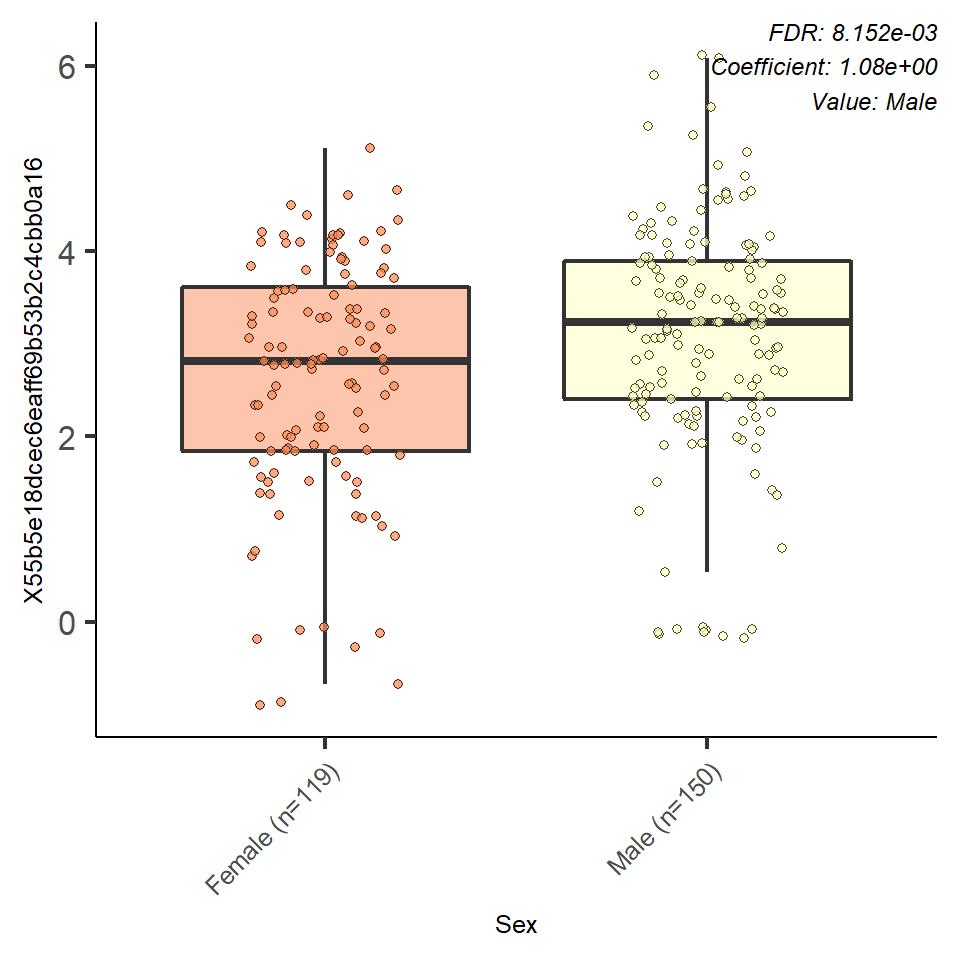 FDR: 8.152e-03
Coefficient: 1.08e+00
Value: Male
6
4
2
0
X55b5e18dcec6eaff69b53b2c4cbb0a16
Female (n=119)
Male (n=150)
Sex